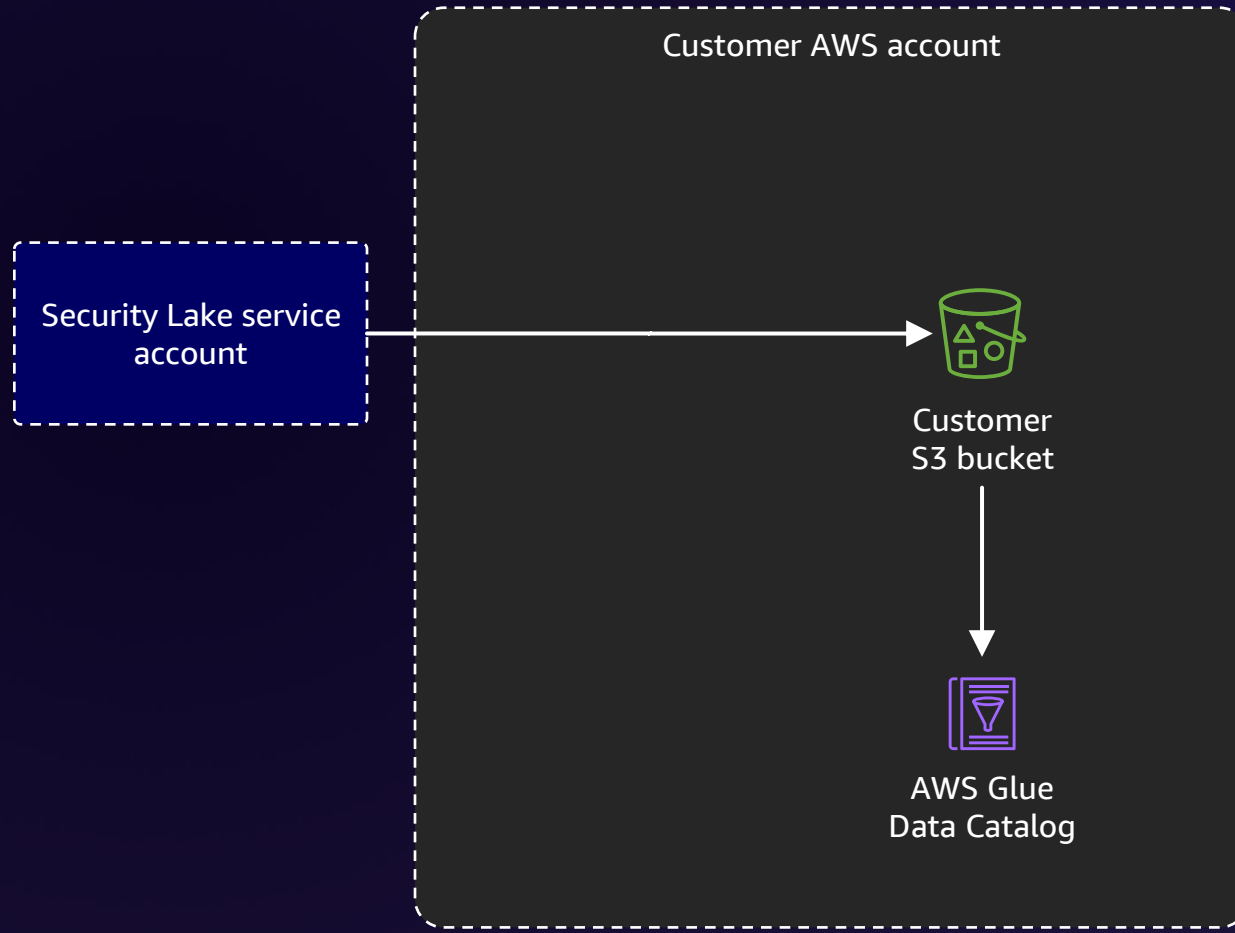 Customer AWS account
Security Lake service
account
Customer
S3 bucket
AWS Glue
Data Catalog